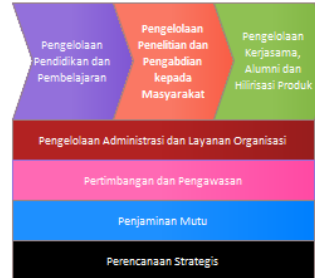 Pengelolaan
Pendidikan dan
Pembelajaran
Pengelolaan
Penelitian dan
Pengabdian
kepada
Masyarakat
Pengelolaan
Kerjasama,
Alumni dan
Hilirisasi Produk
Pengelolaan Administrasi dan Layanan Organisasi
Pertimbangan dan Pengawasan
Penjaminan Mutu
Perencanaan Strategis